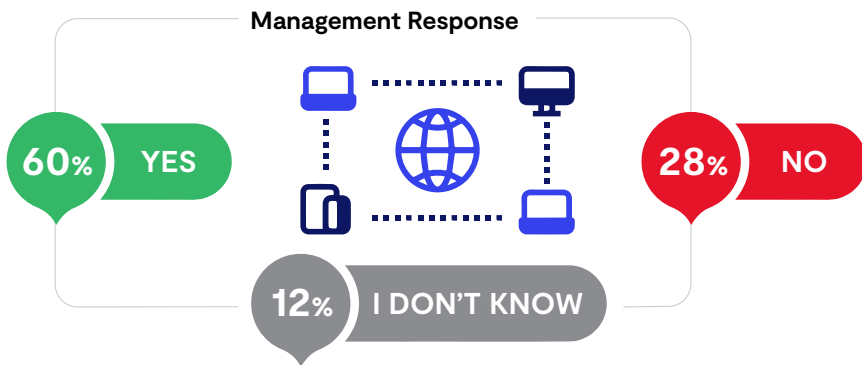 Management Response
60% YES
28% NO
12% I DON'T KNOW